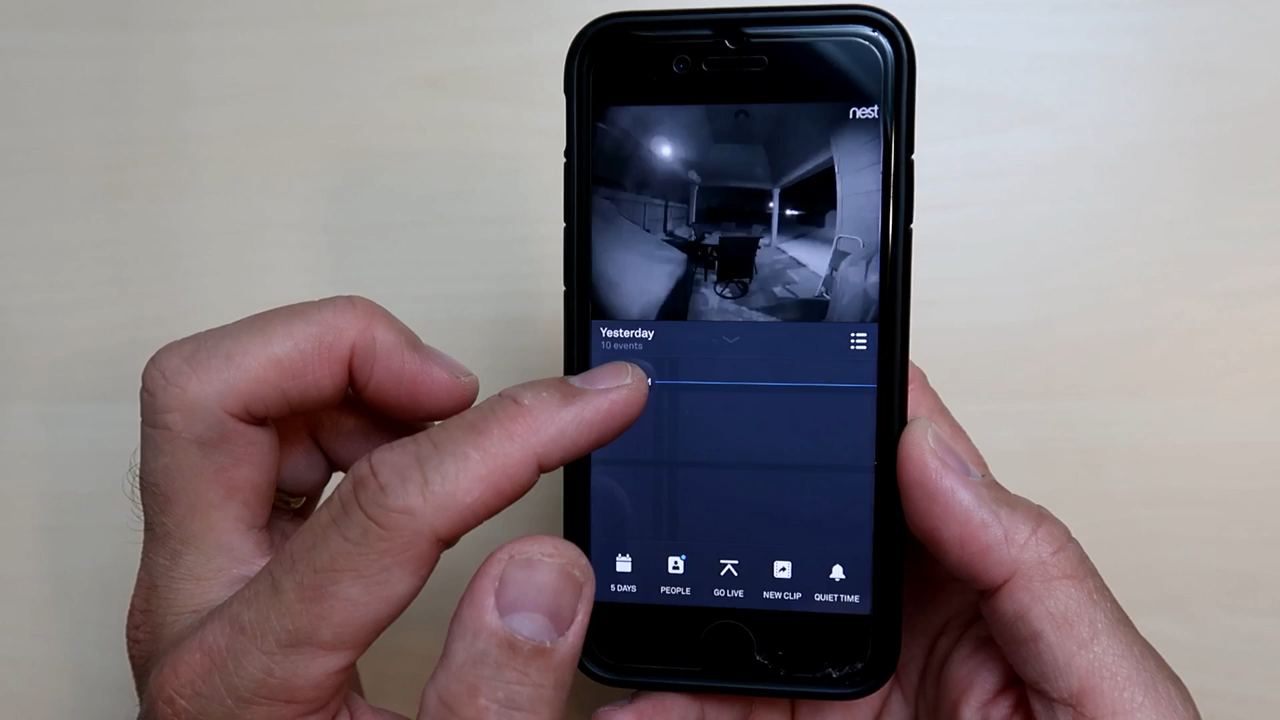 nest
Yesterday
10 events
5 DAYS
PEOPLE
GO LIVE
NEW CLIP
QUIET TIME